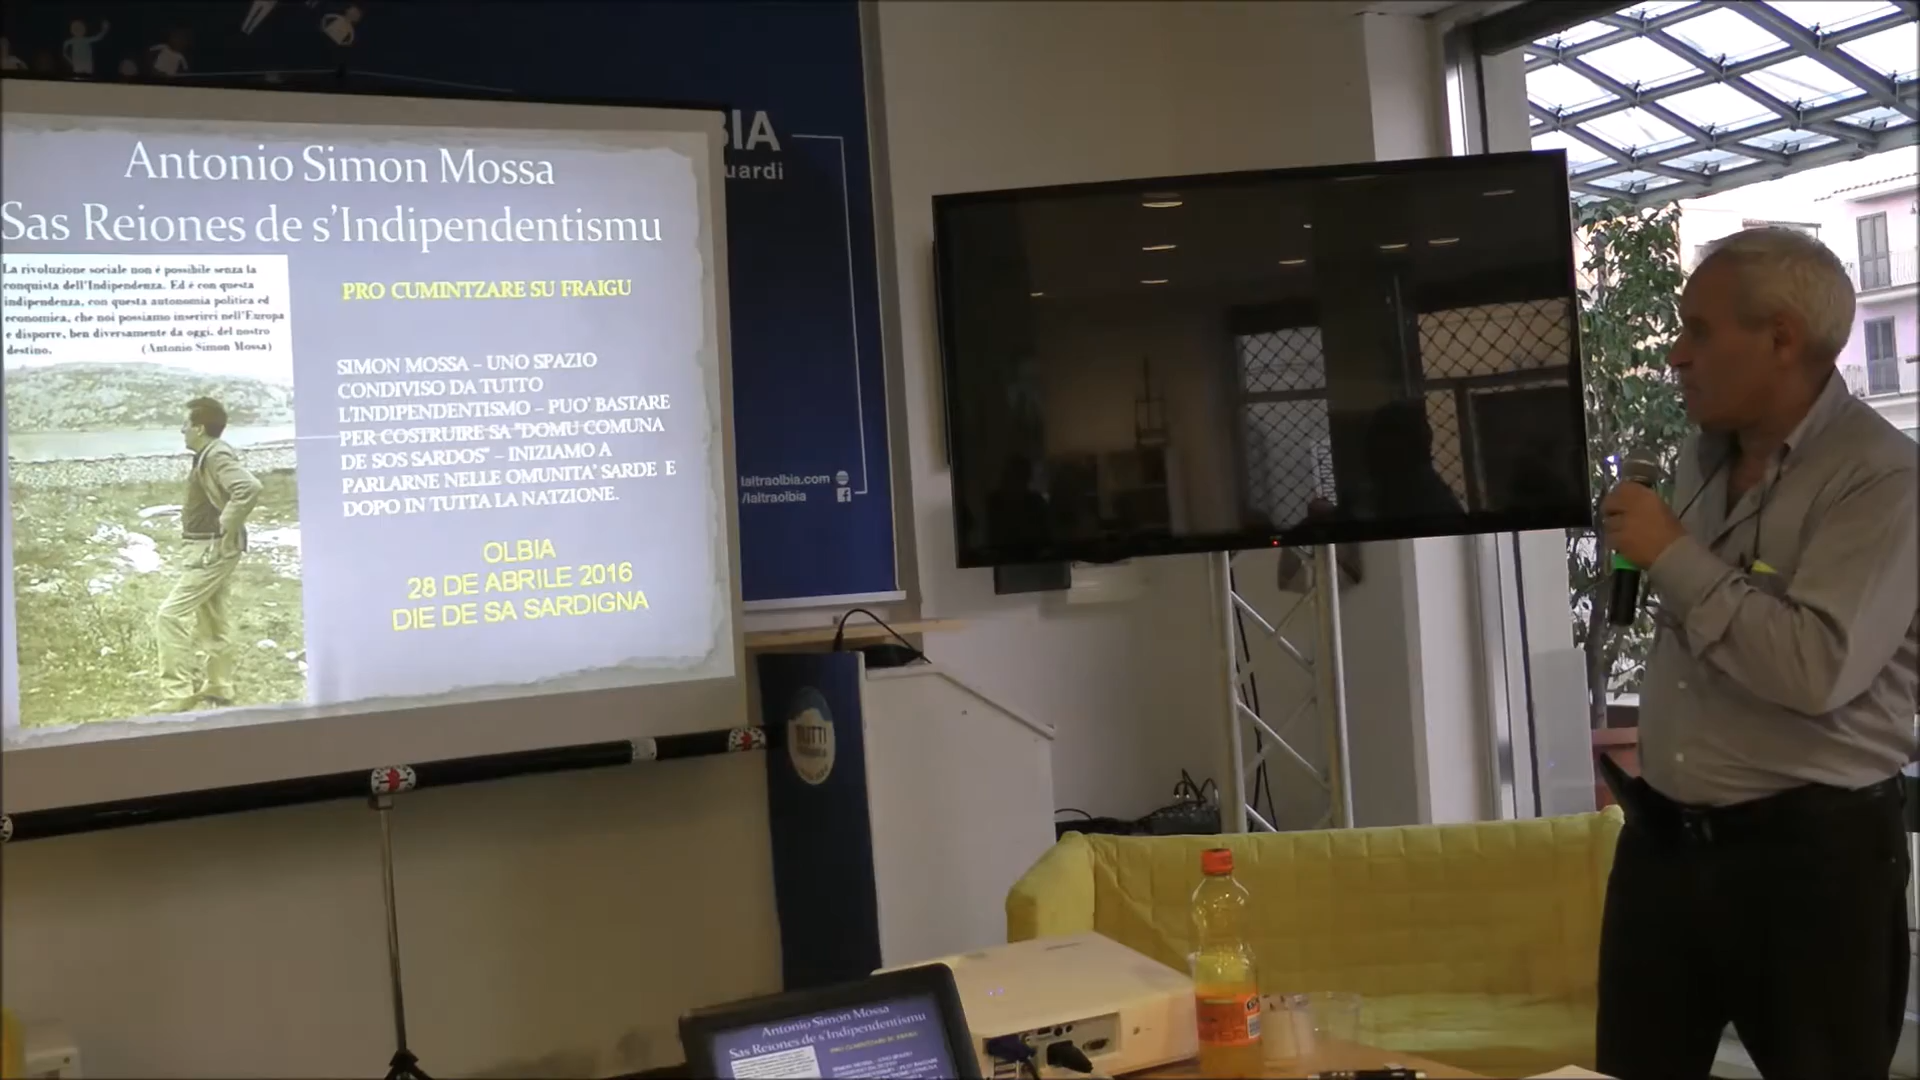 Antonio Simon Mossa
Sas Reiones de s'Indipendentismu
La rivoluzione sociale non è possibile senza la
conquista dell'Indipendenza. Ed è con questa
indipendenza, con questa autonomia politica ed
economica, che noi possiamo inserirci nell'Europa
e disporre, ben diversamente da oggi, del nostro
destino.
(Antonio Simon Mossa)
PRO CUMINTZARE SU FRAIGU
SIMON MOSSA – UNO SPAZIO
CONDIVISO DA TUTTO
L'INDIPENDENTISMO – PUO' BASTARE
PER COSTRUIRE SA "DOMU COMUNA
DE SOS SARDOS" – INIZIAMO A
PARLARNE NELLE OMUNITA' SARDE E
DOPO IN TUTTA LA NATZIONE.
OLBIA
28 DE ABRILE 2016
DIE DE SA SARDIGNA
BIA
uardi
laltraolbia.com
/laltraolbia
TUTTI
Antonio Simon Mossa
Sas Reiones de s'Indipendentismu
PRO CUMINTZARE SU FRAIGU